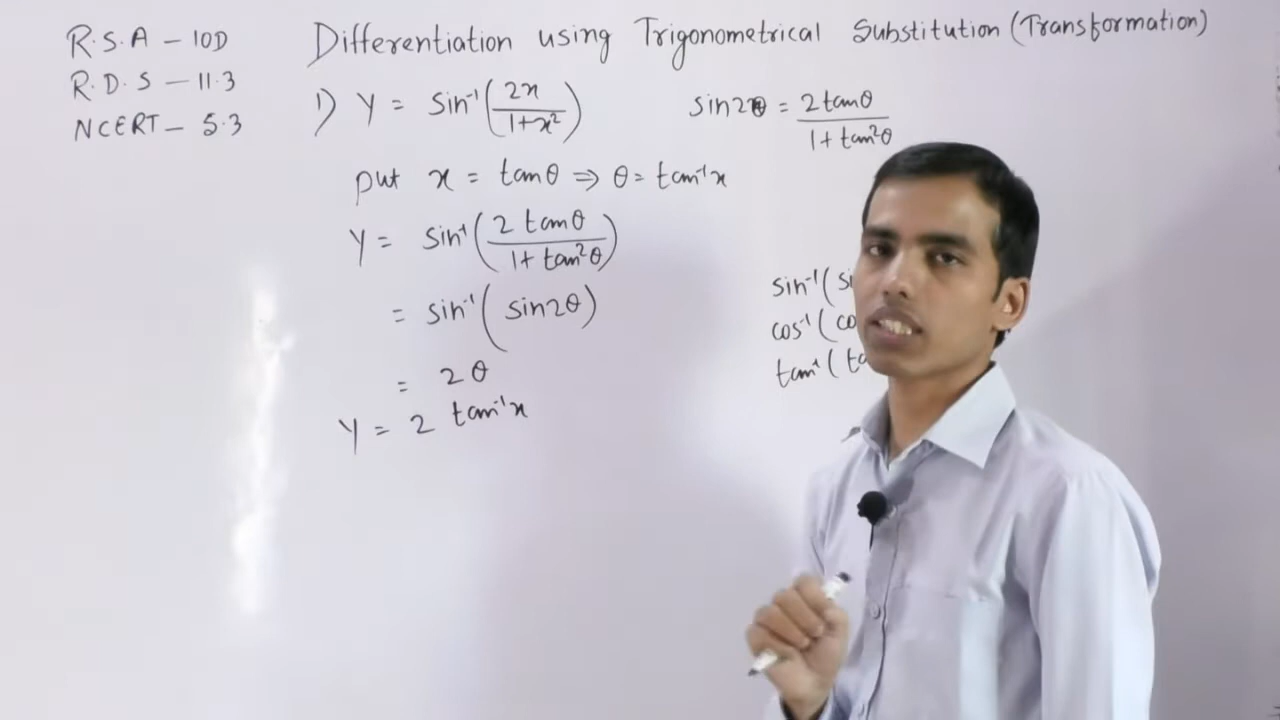 R.S.A - 10D
R.D.S - 11.3
NCERT - 5.3
Differentiation using Trigonometrical Substitution (Transformation)
1) Y = Sin⁻¹(2x/(1+x²))
sin2θ = 2tanθ/(1+tan²θ)
put x = tanθ ⇒ θ = tan⁻¹x
Y = Sin⁻¹(2tanθ/(1+tan²θ))
= sin⁻¹(sin2θ)
= 2θ
Y = 2 tan⁻¹x
sin⁻¹(si
cos⁻¹(co
tan⁻¹(ta